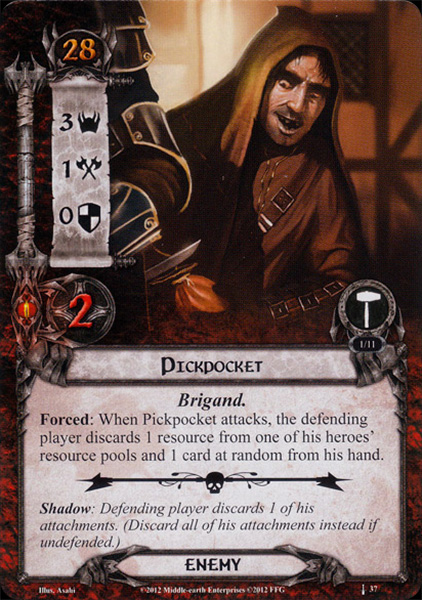 28
3
1
0
2
1/11
Pickpocket
Brigand.
Forced: When Pickpocket attacks, the defending
player discards 1 resource from one of his heroes'
resource pools and 1 card at random from his hand.
Shadow: Defending player discards 1 of his
attachments. (Discard all of his attachments instead if
undefended.)
ENEMY
Illus. Asahi
©2012 Middle-earth Enterprises ©2012 FFG
37